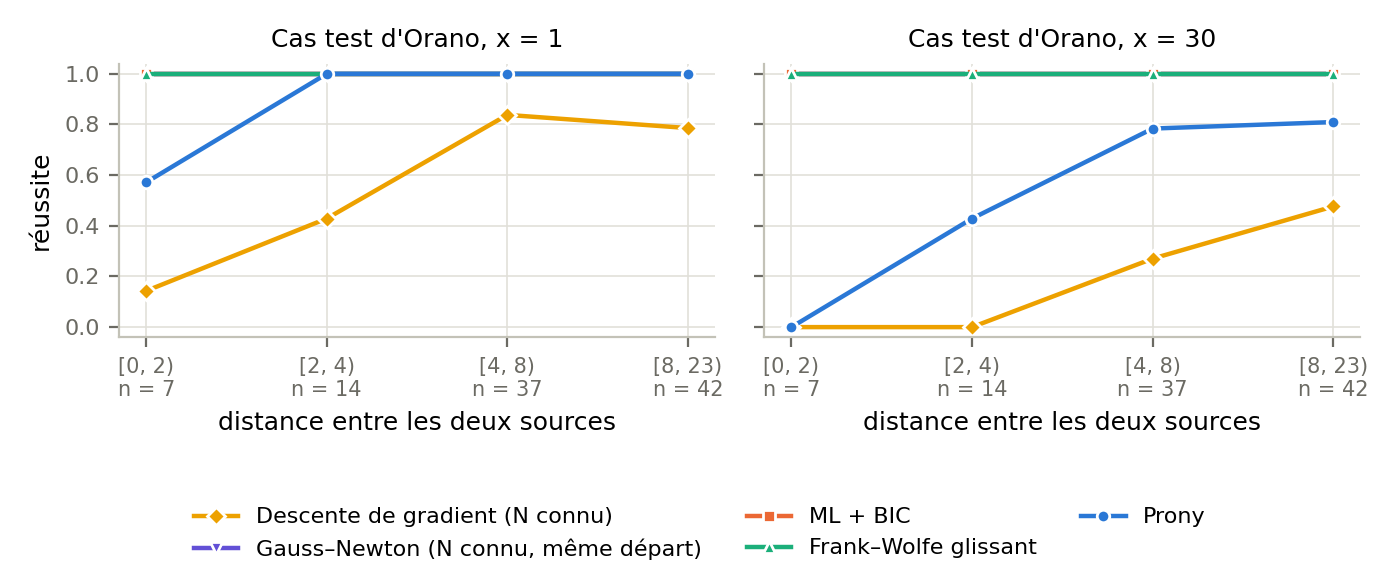 Cas test d'Orano, x = 1
réussite
1.0
0.8
0.6
0.4
0.2
0.0
[0, 2)
n = 7
[2, 4)
n = 14
[4, 8)
n = 37
[8, 23)
n = 42
distance entre les deux sources
Cas test d'Orano, x = 30
[0, 2)
n = 7
[2, 4)
n = 14
[4, 8)
n = 37
[8, 23)
n = 42
distance entre les deux sources
Descente de gradient (N connu)
Gauss–Newton (N connu, même départ)
ML + BIC
Frank–Wolfe glissant
Prony